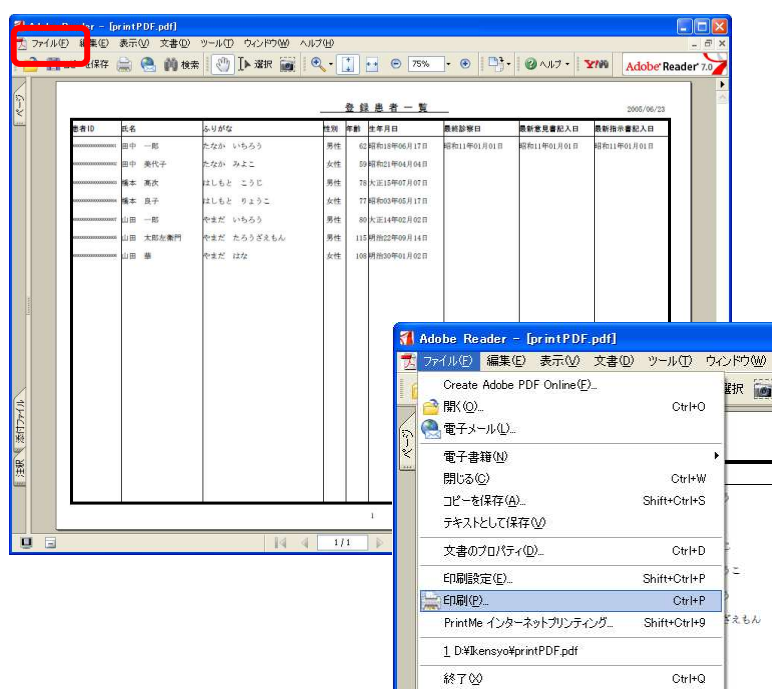 Adobe Reader - [printPDF.pdf]
ファイル(F) 編集(E) 表示(V) 文書(D) ツール(T) ウィンドウ(W) ヘルプ(H)
保存 検索 選択 75% ヘルプ Y! Adobe Reader 7.0
ページ
登録患者一覧 2005/06/23
患者ID 氏名 ふりがな 性別 年齢 生年月日 最終診察日 最新意見書記入日 最新指示書記入日
田中 一郎 たなか いちろう 男性 62 昭和18年06月17日 昭和11年01月01日 昭和11年01月01日 昭和11年01月01日
田中 美代子 たなか みよこ 女性 59 昭和21年04月04日
橋本 高次 はしもと こうじ 男性 78 大正15年07月07日
橋本 良子 はしもと りょうこ 女性 77 昭和03年05月17日
山田 一郎 やまだ いちろう 男性 80 大正14年02月02日
山田 太郎左衛門 やまだ たろうざえもん 男性 115 明治22年09月14日
山田 華 やまだ はな 女性 108 明治30年01月02日
添付ファイル
注釈
1
1/1
Adobe Reader - [printPDF.pdf]
ファイル(F) 編集(E) 表示(V) 文書(D) ツール(T) ウィンドウ(W)
選択
ページ
Create Adobe PDF Online(F)...
開く(O)... Ctrl+O
電子メール(L)...
電子書籍(N)
閉じる(C) Ctrl+W
コピーを保存(A)... Shift+Ctrl+S
テキストとして保存(V)
文書のプロパティ(D)... Ctrl+D
印刷設定(E)... Shift+Ctrl+P
印刷(P)... Ctrl+P
PrintMe インターネットプリンティング... Shift+Ctrl+9
ざえもん
1 D:¥Ikensyo¥printPDF.pdf
終了(X) Ctrl+Q